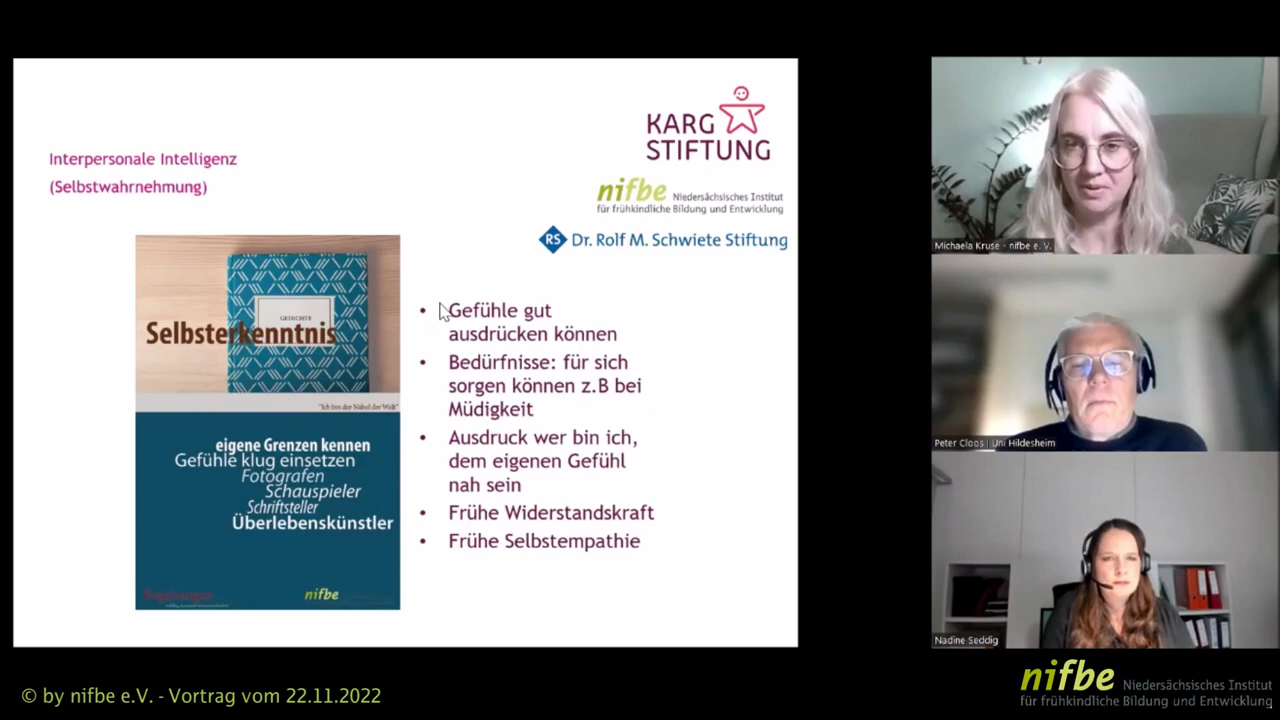 Interpersonale Intelligenz
(Selbstwahrnehmung)
KARG
STIFTUNG
nifbe Niedersächsisches Institut
für frühkindliche Bildung und Entwicklung
RS Dr. Rolf M. Schwiete Stiftung
GEDICHTE
Selbsterkenntnis
"Ich bin der Nabel der Welt"
eigene Grenzen kennen
Gefühle klug einsetzen
Fotografen
Schauspieler
Schriftsteller
Überlebenskünstler
nifbe
• Gefühle gut
ausdrücken können
• Bedürfnisse: für sich
sorgen können z.B bei
Müdigkeit
• Ausdruck wer bin ich,
dem eigenen Gefühl
nah sein
• Frühe Widerstandskraft
• Frühe Selbstempathie
Michaela Kruse - nifbe e. V.
Peter Cloos | Uni Hildesheim
Nadine Seddig
© by nifbe e.V. - Vortrag vom 22.11.2022
nifbe Niedersächsisches Institut
für frühkindliche Bildung und Entwicklung